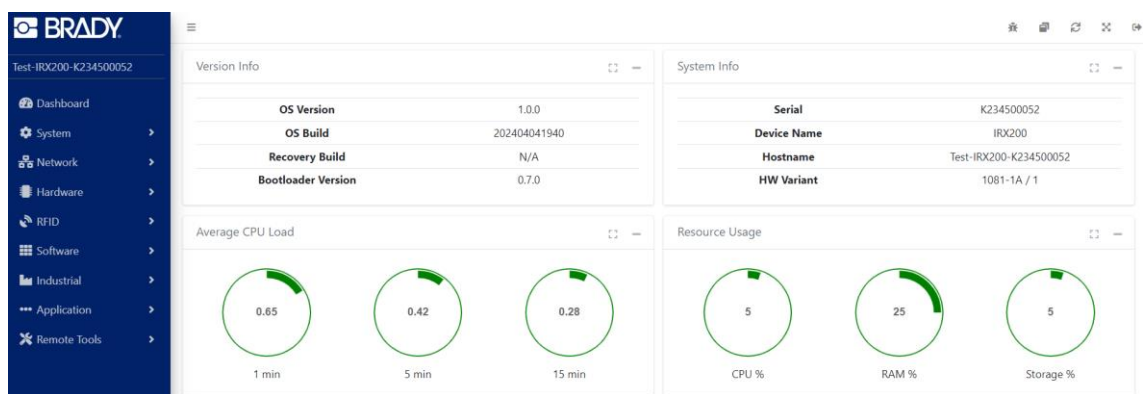 BRADY.
Test-IRX200-K234500052
Dashboard
System
Network
Hardware
RFID
Software
Industrial
Application
Remote Tools
Version Info
OS Version 1.0.0
OS Build 202404041940
Recovery Build N/A
Bootloader Version 0.7.0
System Info
Serial K234500052
Device Name IRX200
Hostname Test-IRX200-K234500052
HW Variant 1081-1A / 1
Average CPU Load
0.65 0.42 0.28
1 min 5 min 15 min
Resource Usage
5 25 5
CPU % RAM % Storage %